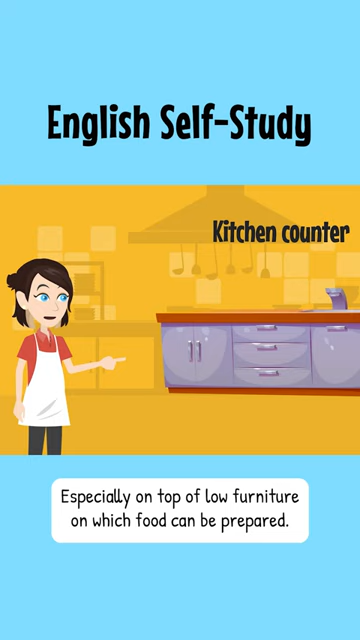 English Self-Study
Kitchen counter
Especially on top of low furniture
on which food can be prepared.